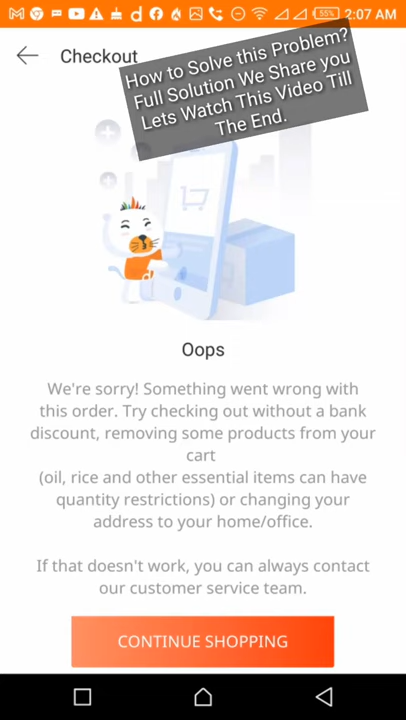 55%
2:07 AM
Checkout
How to Solve this Problem?
Full Solution We Share you
Lets Watch This Video Till
The End.
Oops
We're sorry! Something went wrong with
this order. Try checking out without a bank
discount, removing some products from your
cart
(oil, rice and other essential items can have
quantity restrictions) or changing your
address to your home/office.
If that doesn't work, you can always contact
our customer service team.
CONTINUE SHOPPING